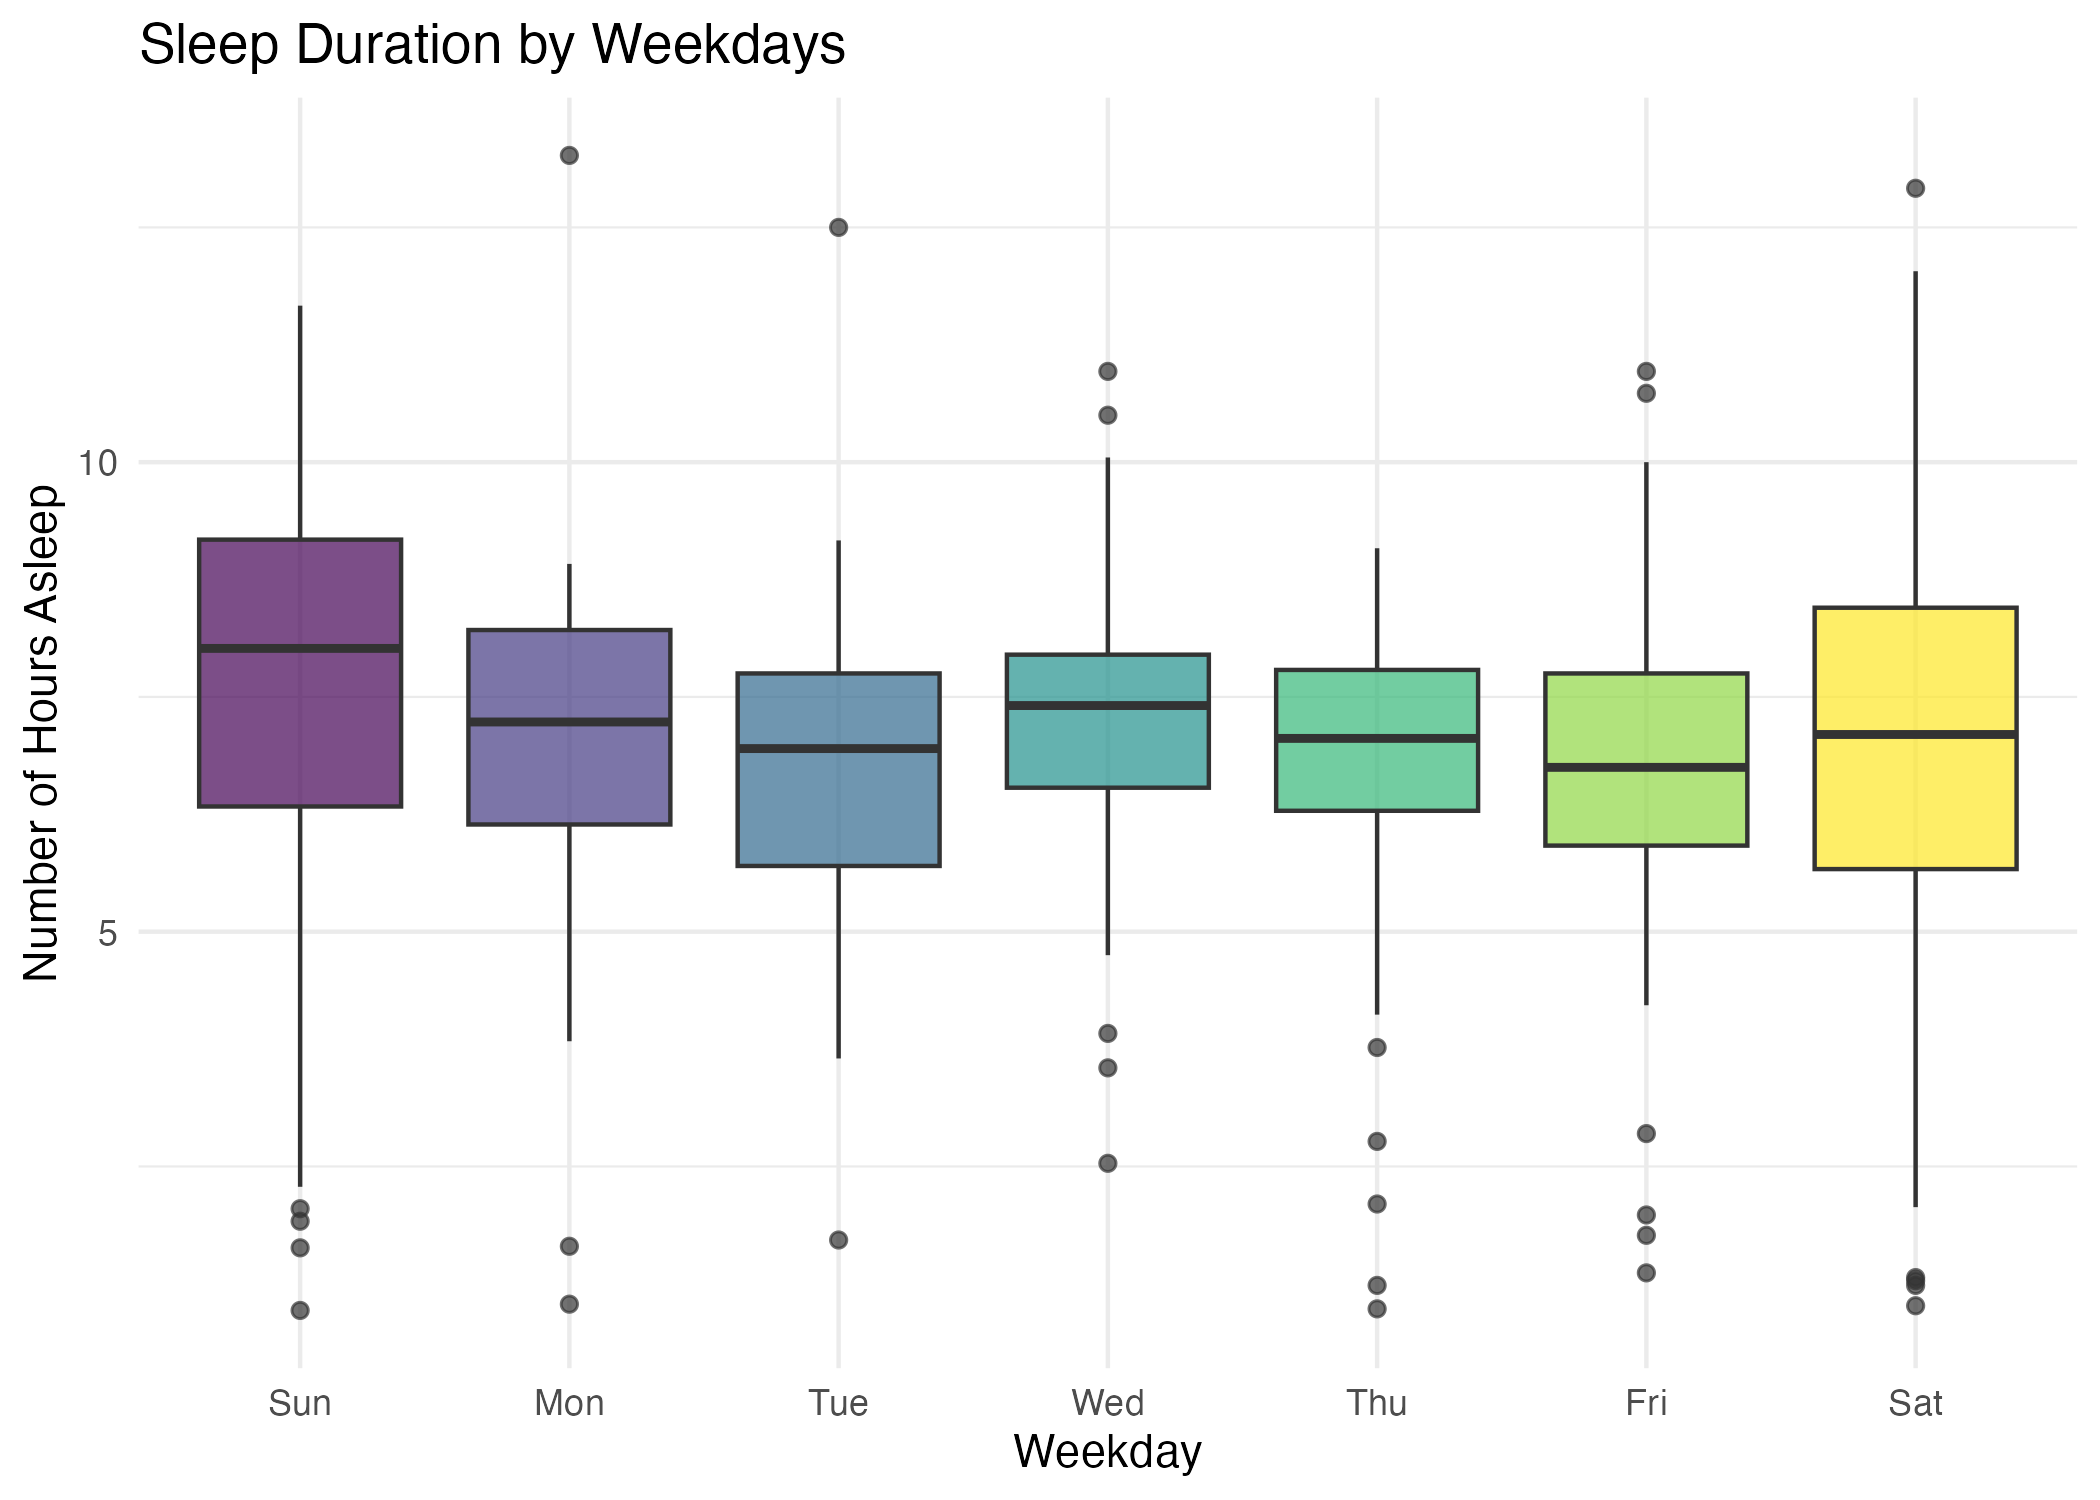 Sleep Duration by Weekdays
Number of Hours Asleep
10
5
Sun Mon Tue Wed Thu Fri Sat
Weekday